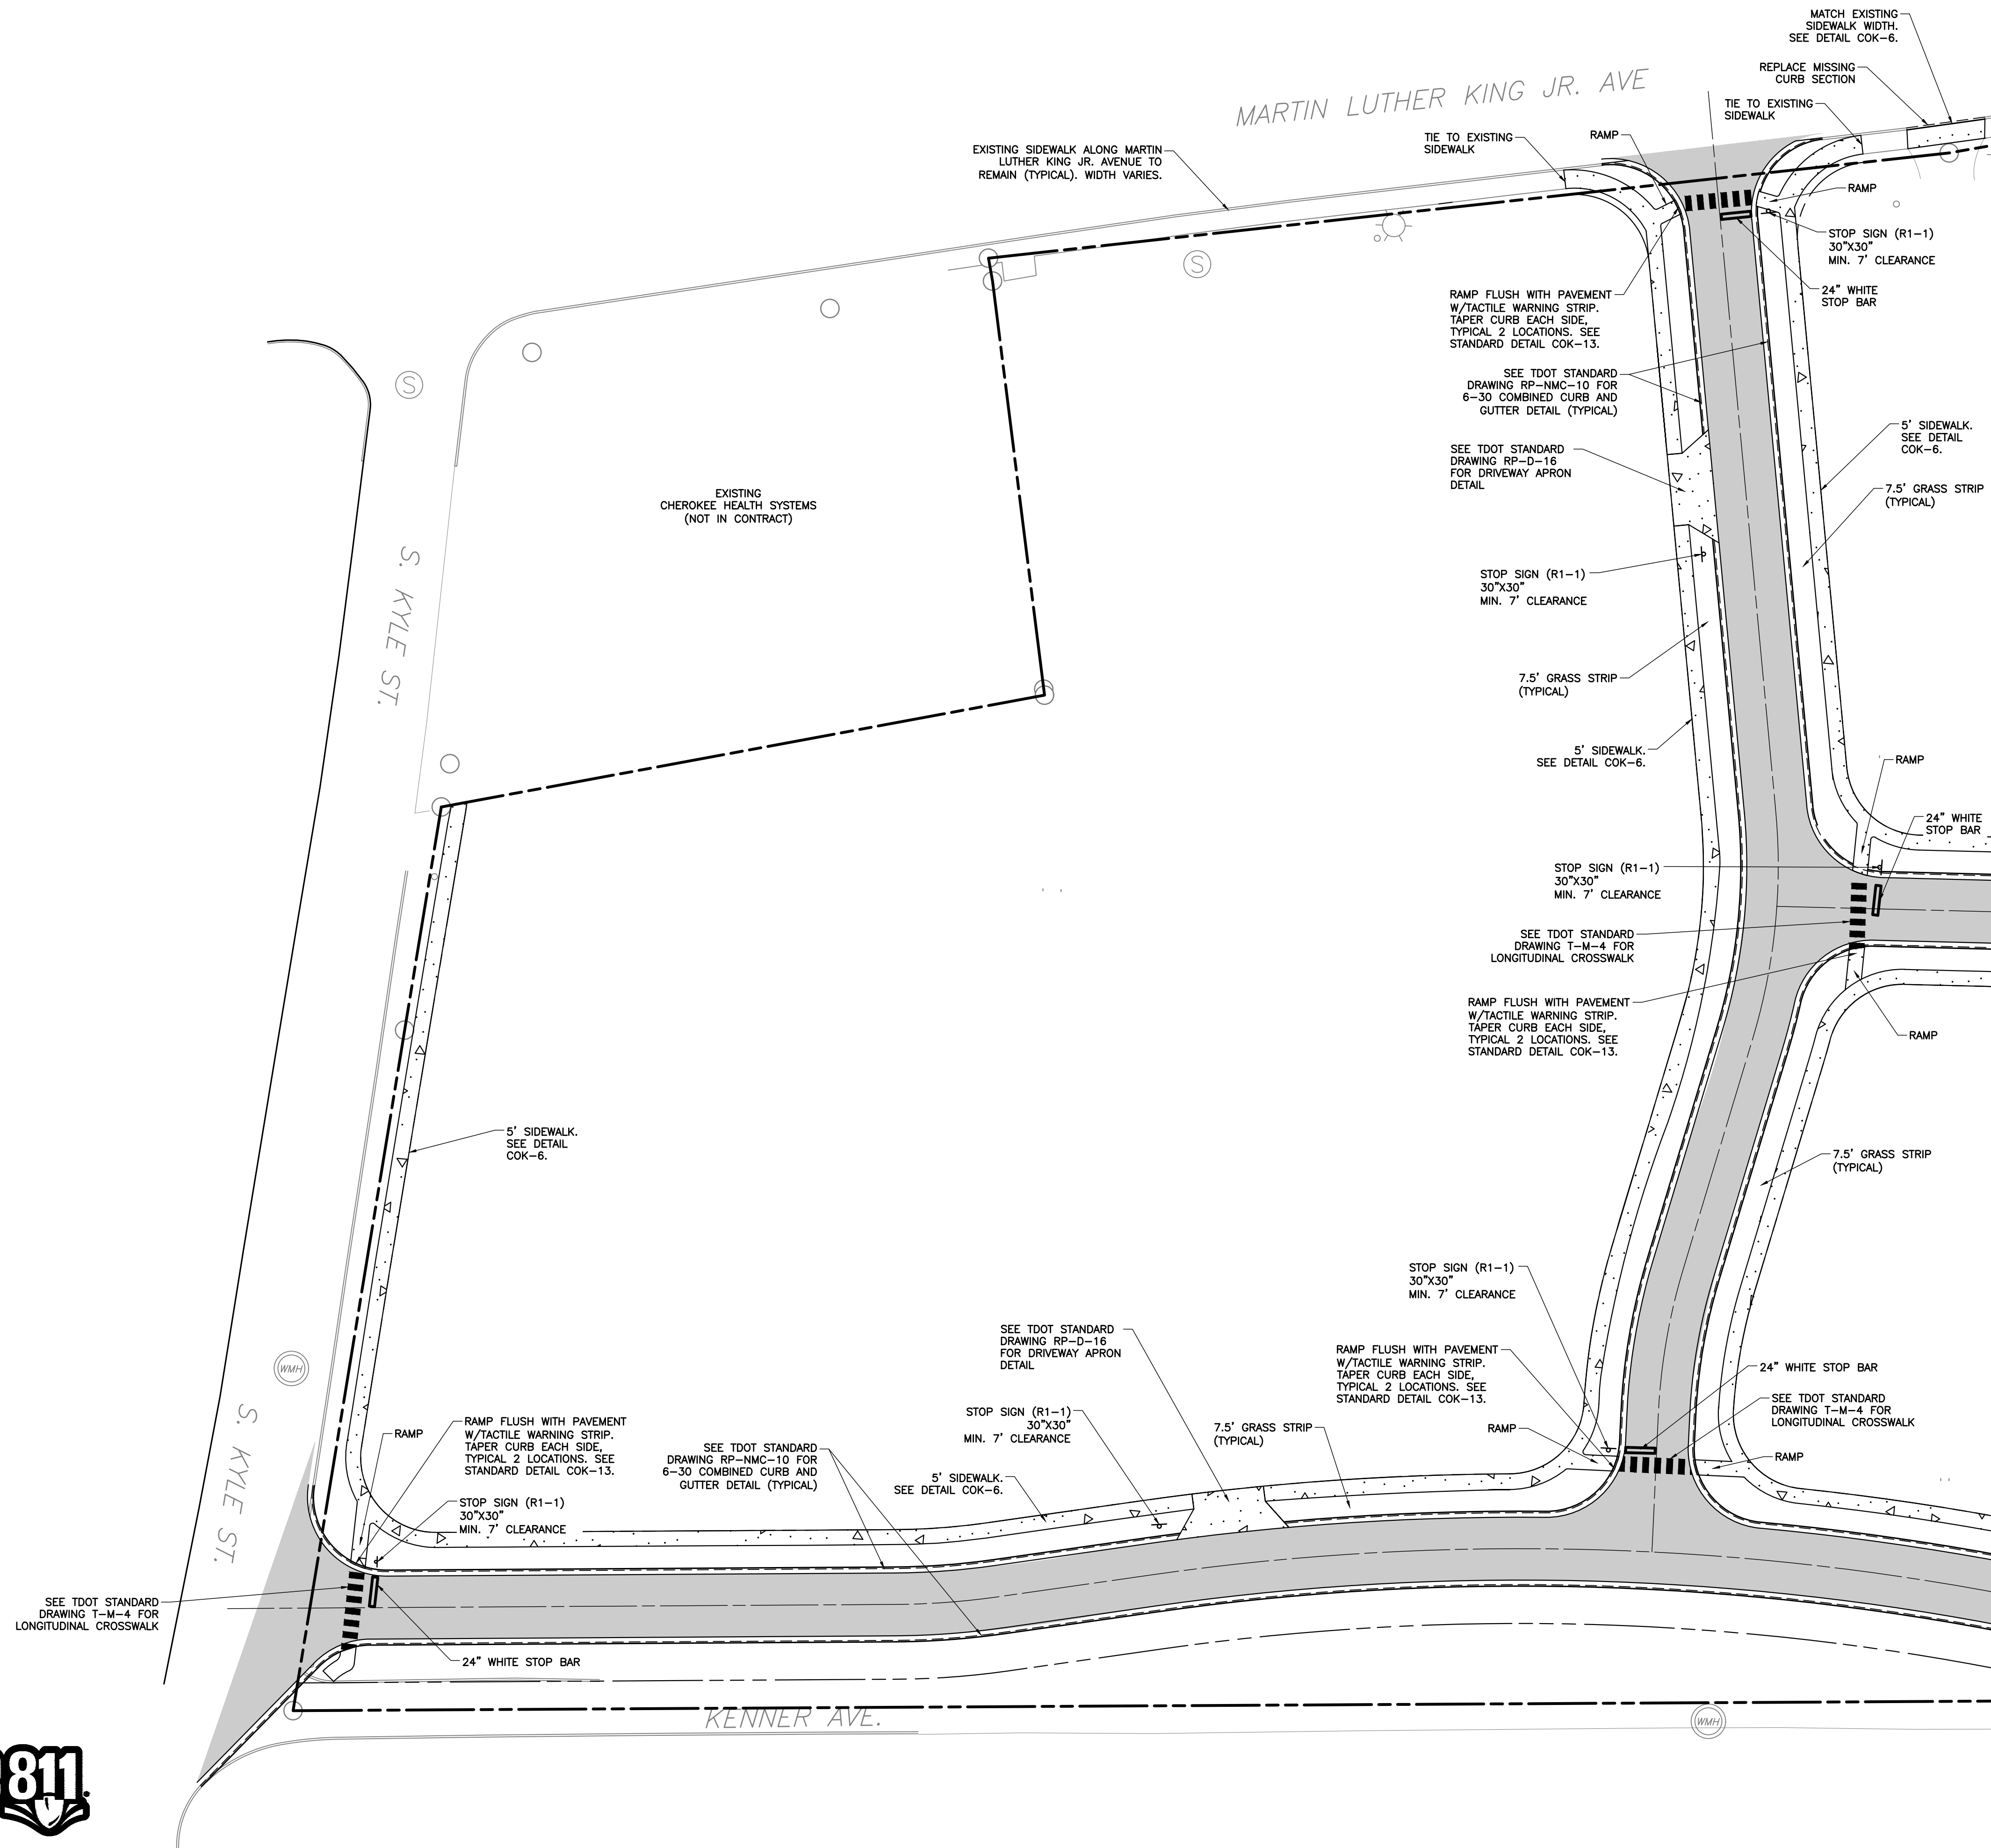 MATCH EXISTING
SIDEWALK WIDTH.
SEE DETAIL COK-6.
REPLACE MISSING
CURB SECTION
MARTIN LUTHER KING JR. AVE
TIE TO EXISTING
SIDEWALK
TIE TO EXISTING
SIDEWALK
RAMP
EXISTING SIDEWALK ALONG MARTIN
LUTHER KING JR. AVENUE TO
REMAIN (TYPICAL). WIDTH VARIES.
RAMP
STOP SIGN (R1-1)
30"X30"
MIN. 7' CLEARANCE
S
24" WHITE
STOP BAR
RAMP FLUSH WITH PAVEMENT
W/TACTILE WARNING STRIP.
TAPER CURB EACH SIDE,
TYPICAL 2 LOCATIONS. SEE
STANDARD DETAIL COK-13.
S
SEE TDOT STANDARD
DRAWING RP-NMC-10 FOR
6-30 COMBINED CURB AND
GUTTER DETAIL (TYPICAL)
5' SIDEWALK.
SEE DETAIL
COK-6.
SEE TDOT STANDARD
DRAWING RP-D-16
FOR DRIVEWAY APRON
DETAIL
7.5' GRASS STRIP
(TYPICAL)
EXISTING
CHEROKEE HEALTH SYSTEMS
(NOT IN CONTRACT)
S. KYLE ST.
STOP SIGN (R1-1)
30"X30"
MIN. 7' CLEARANCE
7.5' GRASS STRIP
(TYPICAL)
5' SIDEWALK.
SEE DETAIL COK-6.
RAMP
24" WHITE
STOP BAR
STOP SIGN (R1-1)
30"X30"
MIN. 7' CLEARANCE
SEE TDOT STANDARD
DRAWING T-M-4 FOR
LONGITUDINAL CROSSWALK
RAMP FLUSH WITH PAVEMENT
W/TACTILE WARNING STRIP.
TAPER CURB EACH SIDE,
TYPICAL 2 LOCATIONS. SEE
STANDARD DETAIL COK-13.
RAMP
5' SIDEWALK.
SEE DETAIL
COK-6.
7.5' GRASS STRIP
(TYPICAL)
STOP SIGN (R1-1)
30"X30"
MIN. 7' CLEARANCE
SEE TDOT STANDARD
DRAWING RP-D-16
FOR DRIVEWAY APRON
DETAIL
RAMP FLUSH WITH PAVEMENT
W/TACTILE WARNING STRIP.
TAPER CURB EACH SIDE,
TYPICAL 2 LOCATIONS. SEE
STANDARD DETAIL COK-13.
24" WHITE STOP BAR
WMH
SEE TDOT STANDARD
DRAWING T-M-4 FOR
LONGITUDINAL CROSSWALK
S. KYLE ST.
RAMP
RAMP FLUSH WITH PAVEMENT
W/TACTILE WARNING STRIP.
TAPER CURB EACH SIDE,
TYPICAL 2 LOCATIONS. SEE
STANDARD DETAIL COK-13.
SEE TDOT STANDARD
DRAWING RP-NMC-10 FOR
6-30 COMBINED CURB AND
GUTTER DETAIL (TYPICAL)
STOP SIGN (R1-1)
30"X30"
MIN. 7' CLEARANCE
7.5' GRASS STRIP
(TYPICAL)
RAMP
RAMP
5' SIDEWALK.
SEE DETAIL COK-6.
STOP SIGN (R1-1)
30"X30"
MIN. 7' CLEARANCE
SEE TDOT STANDARD
DRAWING T-M-4 FOR
LONGITUDINAL CROSSWALK
24" WHITE STOP BAR
KENNER AVE.
WMH
811.